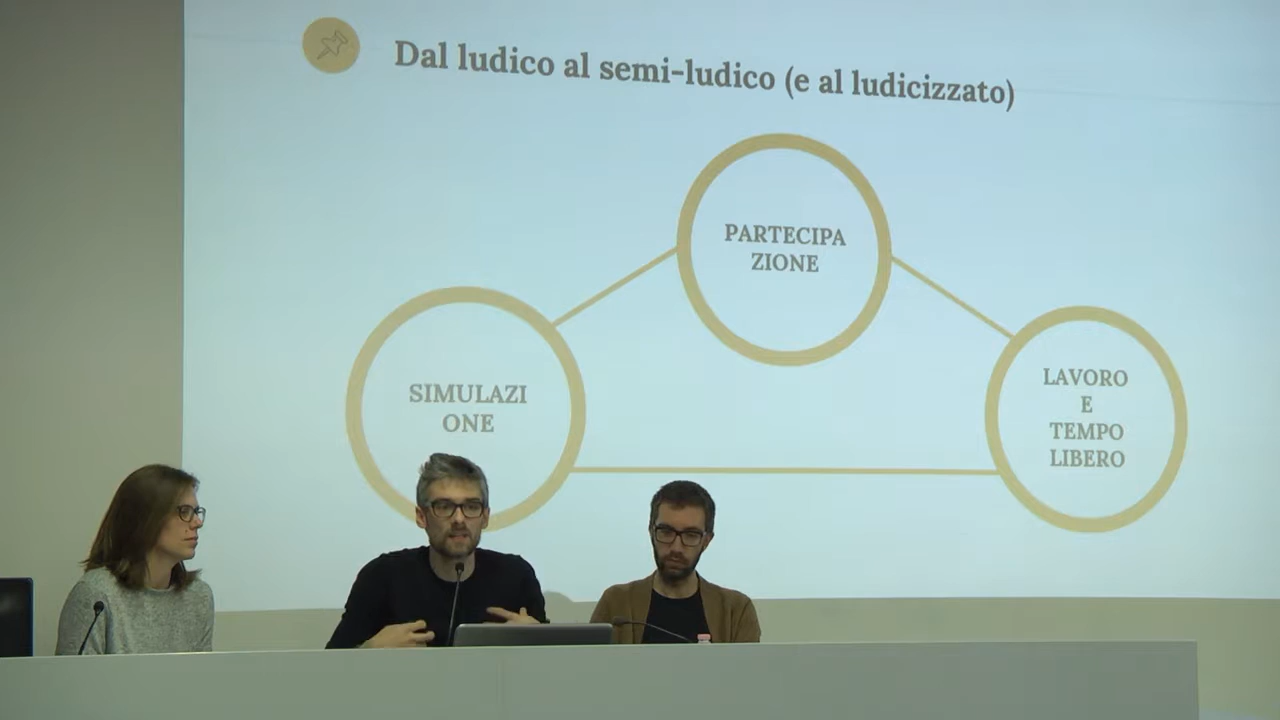 Dal ludico al semi-ludico (e al ludicizzato)
PARTECIPA
ZIONE
SIMULAZI
ONE
LAVORO
E
TEMPO
LIBERO